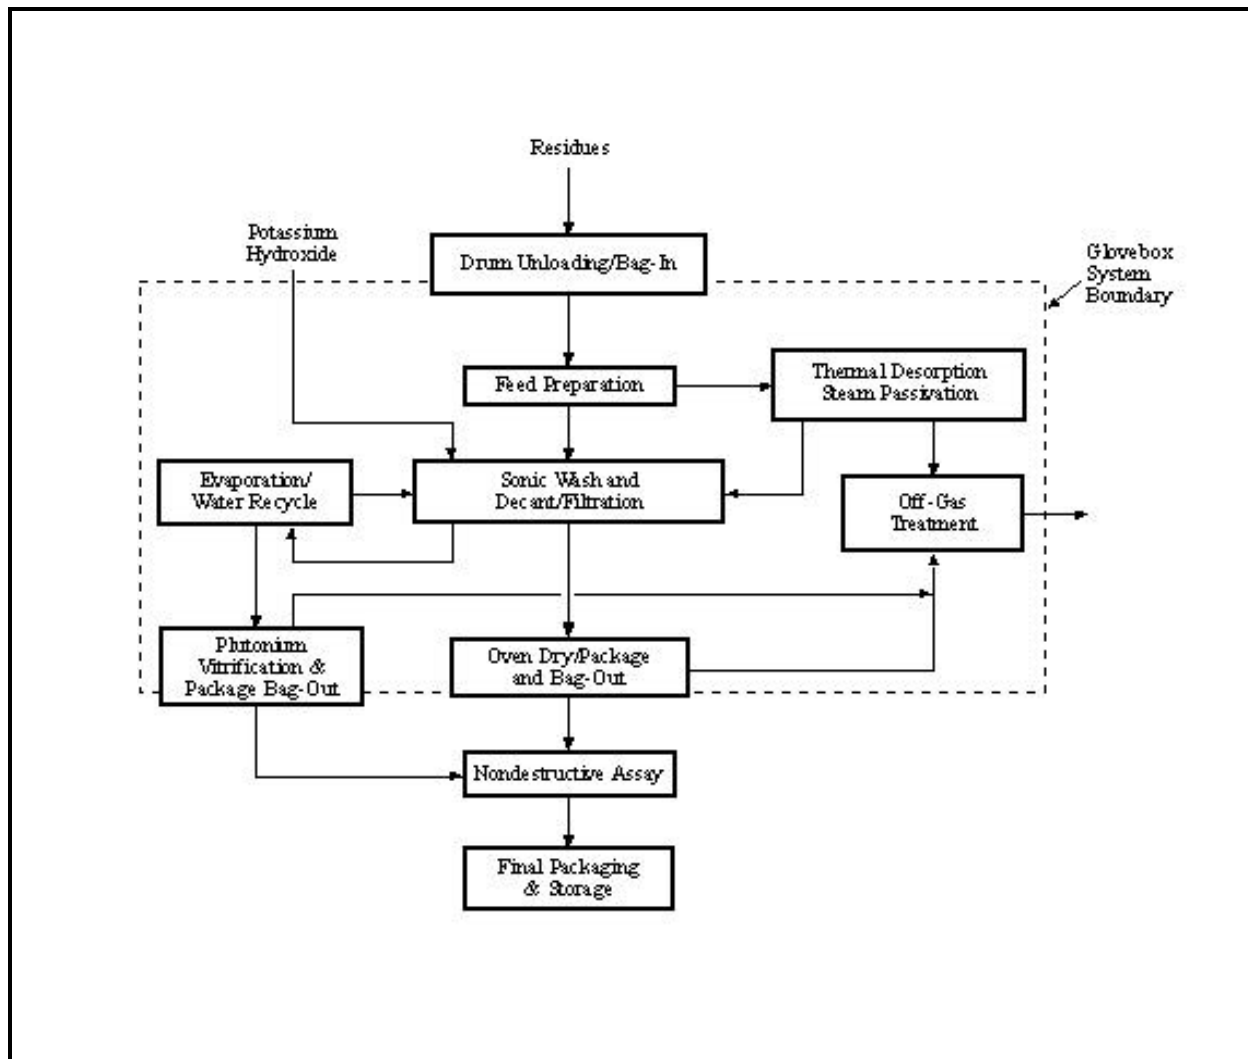 Residues
Potassium
Hydroxide
Drum Unloading/Bag-In
Glovebox
System
Boundary
Feed Preparation
Thermal Desorption
Steam Passivation
Evaporation/
Water Recycle
Sonic Wash and
Decant/Filtration
Off-Gas
Treatment
Plutonium
Vitrification &
Package Bag-Out
Oven Dry/Package
and Bag-Out
Nondestructive Assay
Final Packaging
& Storage